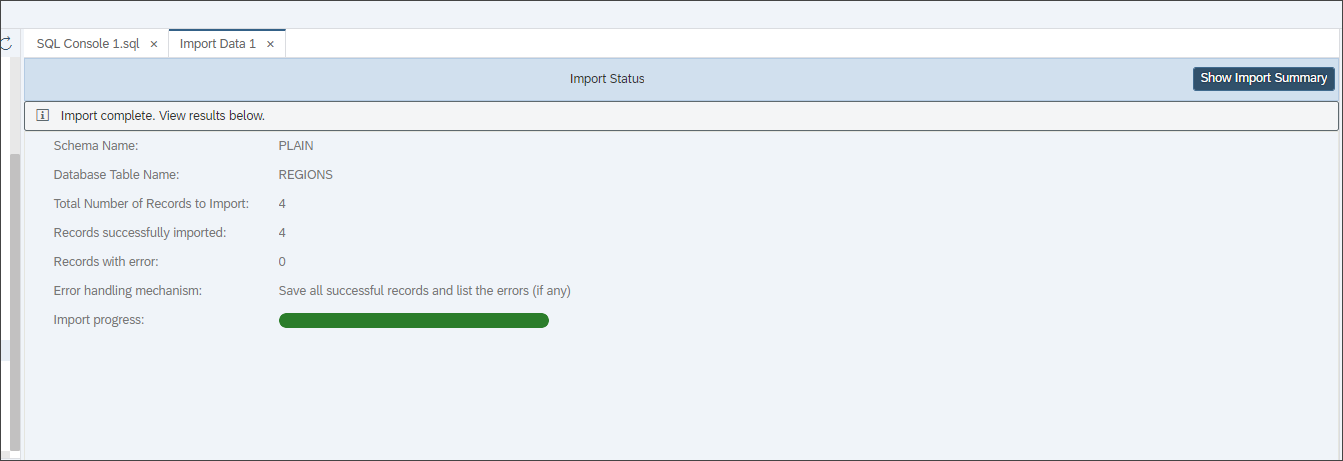 SQL Console 1.sql × Import Data 1 ×
Import Status
Show Import Summary
Import complete. View results below.
Schema Name: PLAIN
Database Table Name: REGIONS
Total Number of Records to Import: 4
Records successfully imported: 4
Records with error: 0
Error handling mechanism: Save all successful records and list the errors (if any)
Import progress: